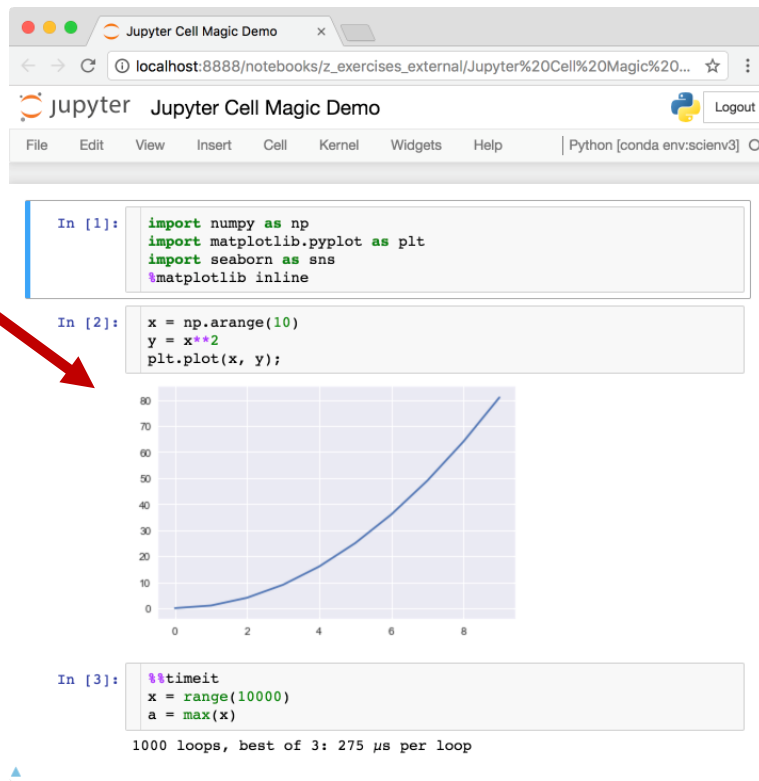 Jupyter Cell Magic Demo ×
localhost:8888/notebooks/z_exercises_external/Jupyter%20Cell%20Magic%20...
jupyter Jupyter Cell Magic Demo Logout
File Edit View Insert Cell Kernel Widgets Help Python [conda env:scienv3]
In [1]: import numpy as np
import matplotlib.pyplot as plt
import seaborn as sns
%matplotlib inline
In [2]: x = np.arange(10)
y = x**2
plt.plot(x, y);
80
70
60
50
40
30
20
10
0
0 2 4 6 8
In [3]: %%timeit
x = range(10000)
a = max(x)
1000 loops, best of 3: 275 µs per loop